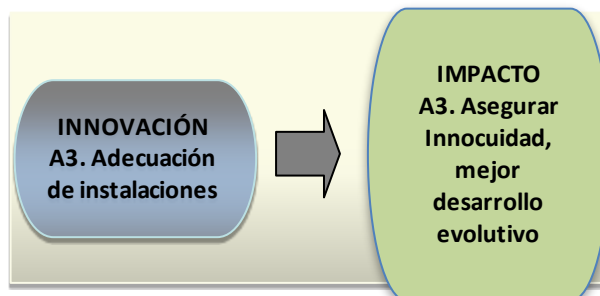 INNOVACIÓN
A3. Adecuación
de instalaciones
IMPACTO
A3. Asegurar
Innocuidad,
mejor
desarrollo
evolutivo